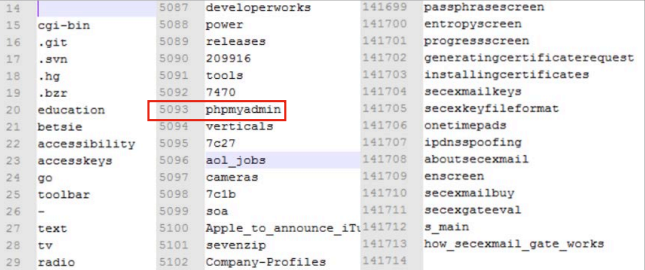 14
15 cgi-bin
16 .git
17 .svn
18 .hg
19 .bzr
20 education
21 betsie
22 accessibility
23 accesskeys
24 go
25 toolbar
26 -
27 text
28 tv
29 radio
5087 developerworks
5088 power
5089 releases
5090 209916
5091 tools
5092 7470
5093 phpmyadmin
5094 verticals
5095 7c27
5096 aol_jobs
5097 cameras
5098 7c1b
5099 soa
5100 Apple_to_announce_iTu
5101 sevenzip
5102 Company-Profiles
141699 passphrasescreen
141700 entropyscreen
141701 progressscreen
141702 generatingcertificaterequest
141703 installingcertificates
141704 secexmailkeys
141705 secexkeyfileformat
141706 onetimepads
141707 ipdnsspoofing
141708 aboutsecexmail
141709 enscreen
141710 secexmailbuy
141711 secexgateeval
141712 s_main
141713 how_secexmail_gate_works
141714